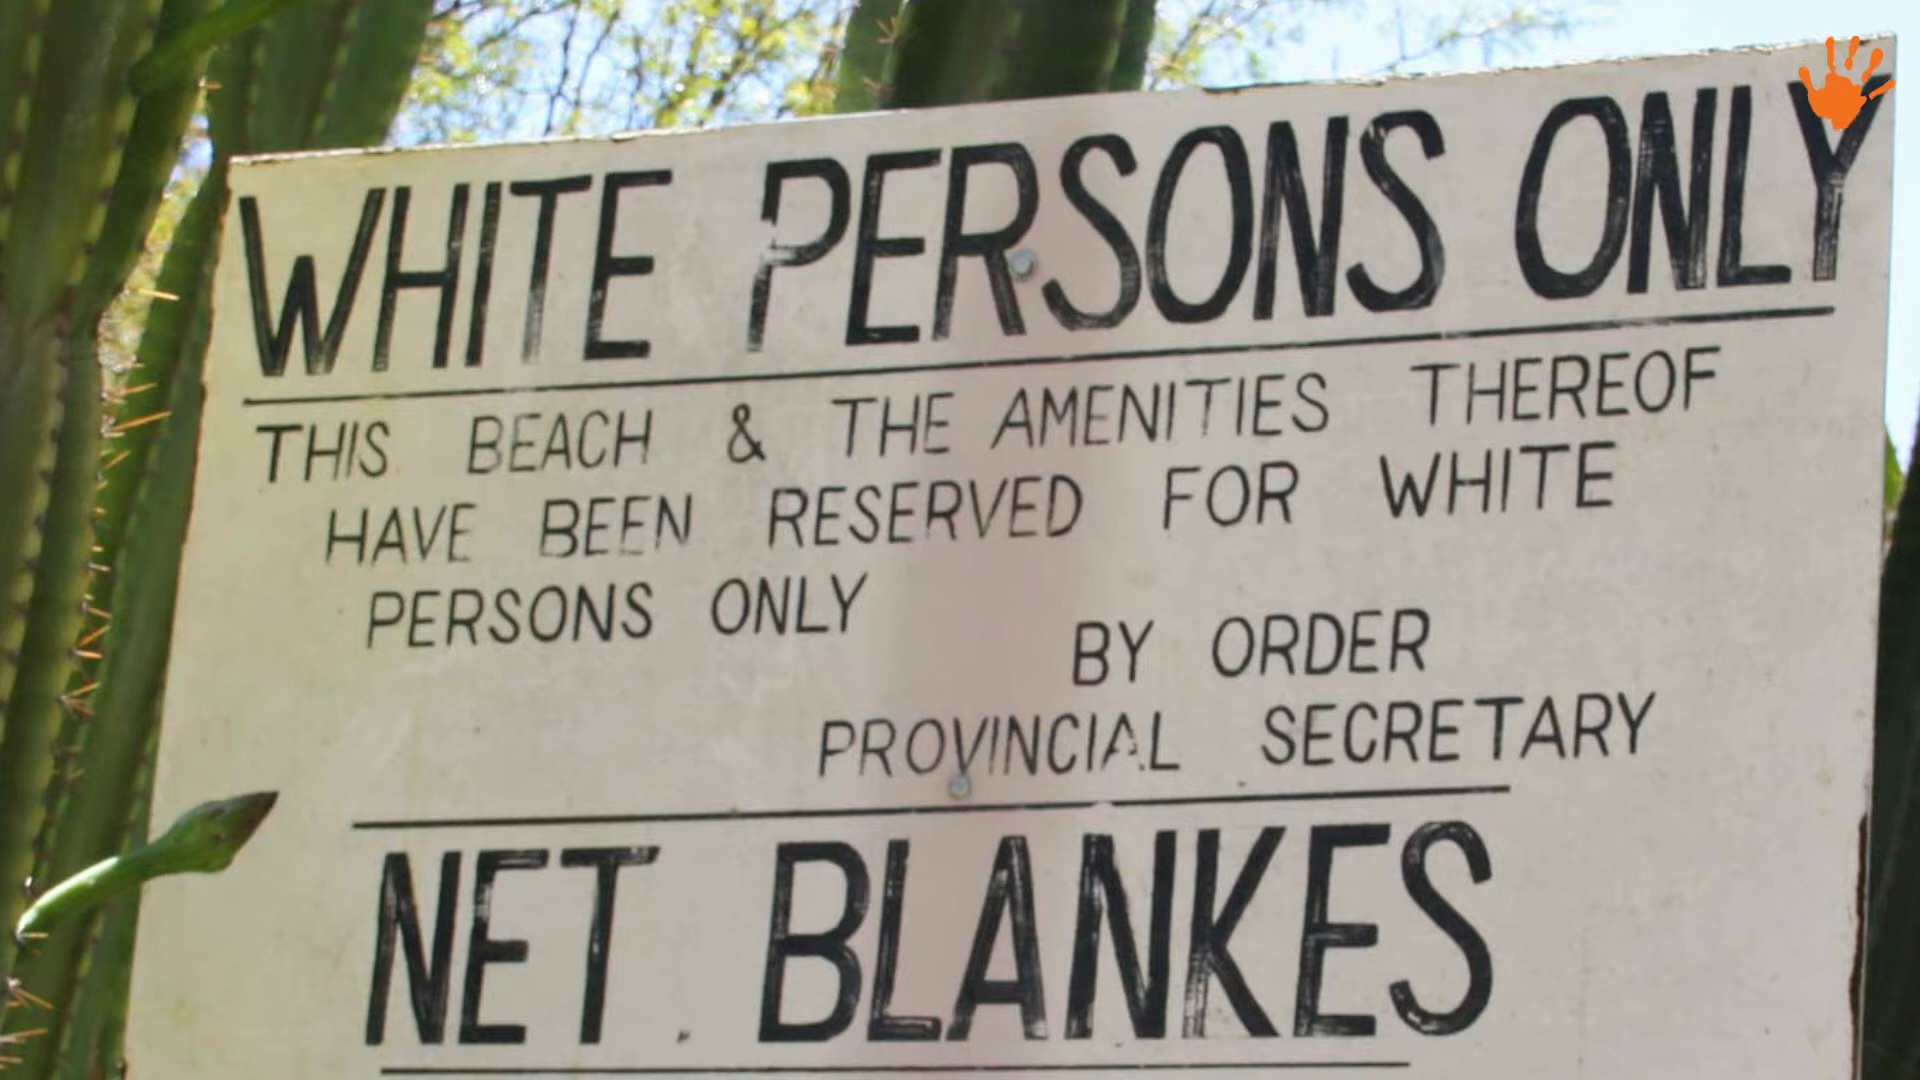 WHITE PERSONS ONLY
THIS BEACH & THE AMENITIES THEREOF
HAVE BEEN RESERVED FOR WHITE
PERSONS ONLY
BY ORDER
PROVINCIAL SECRETARY
NET BLANKES